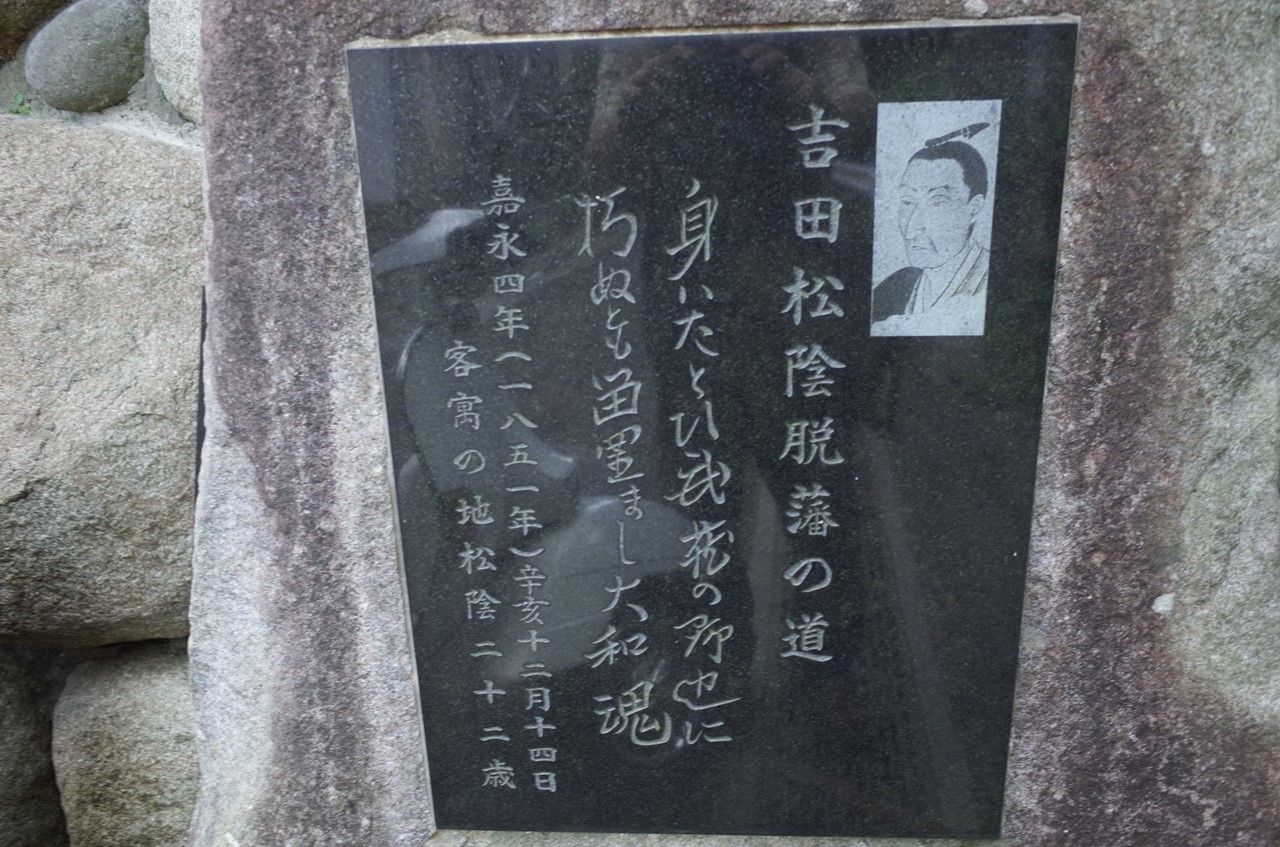 吉田松陰脱藩の道
身はたとひ武蔵の野辺に
朽ぬとも留置まし大和魂
嘉永四年(一八五一年)辛亥十二月十四日
客寓の地松陰二十二歳